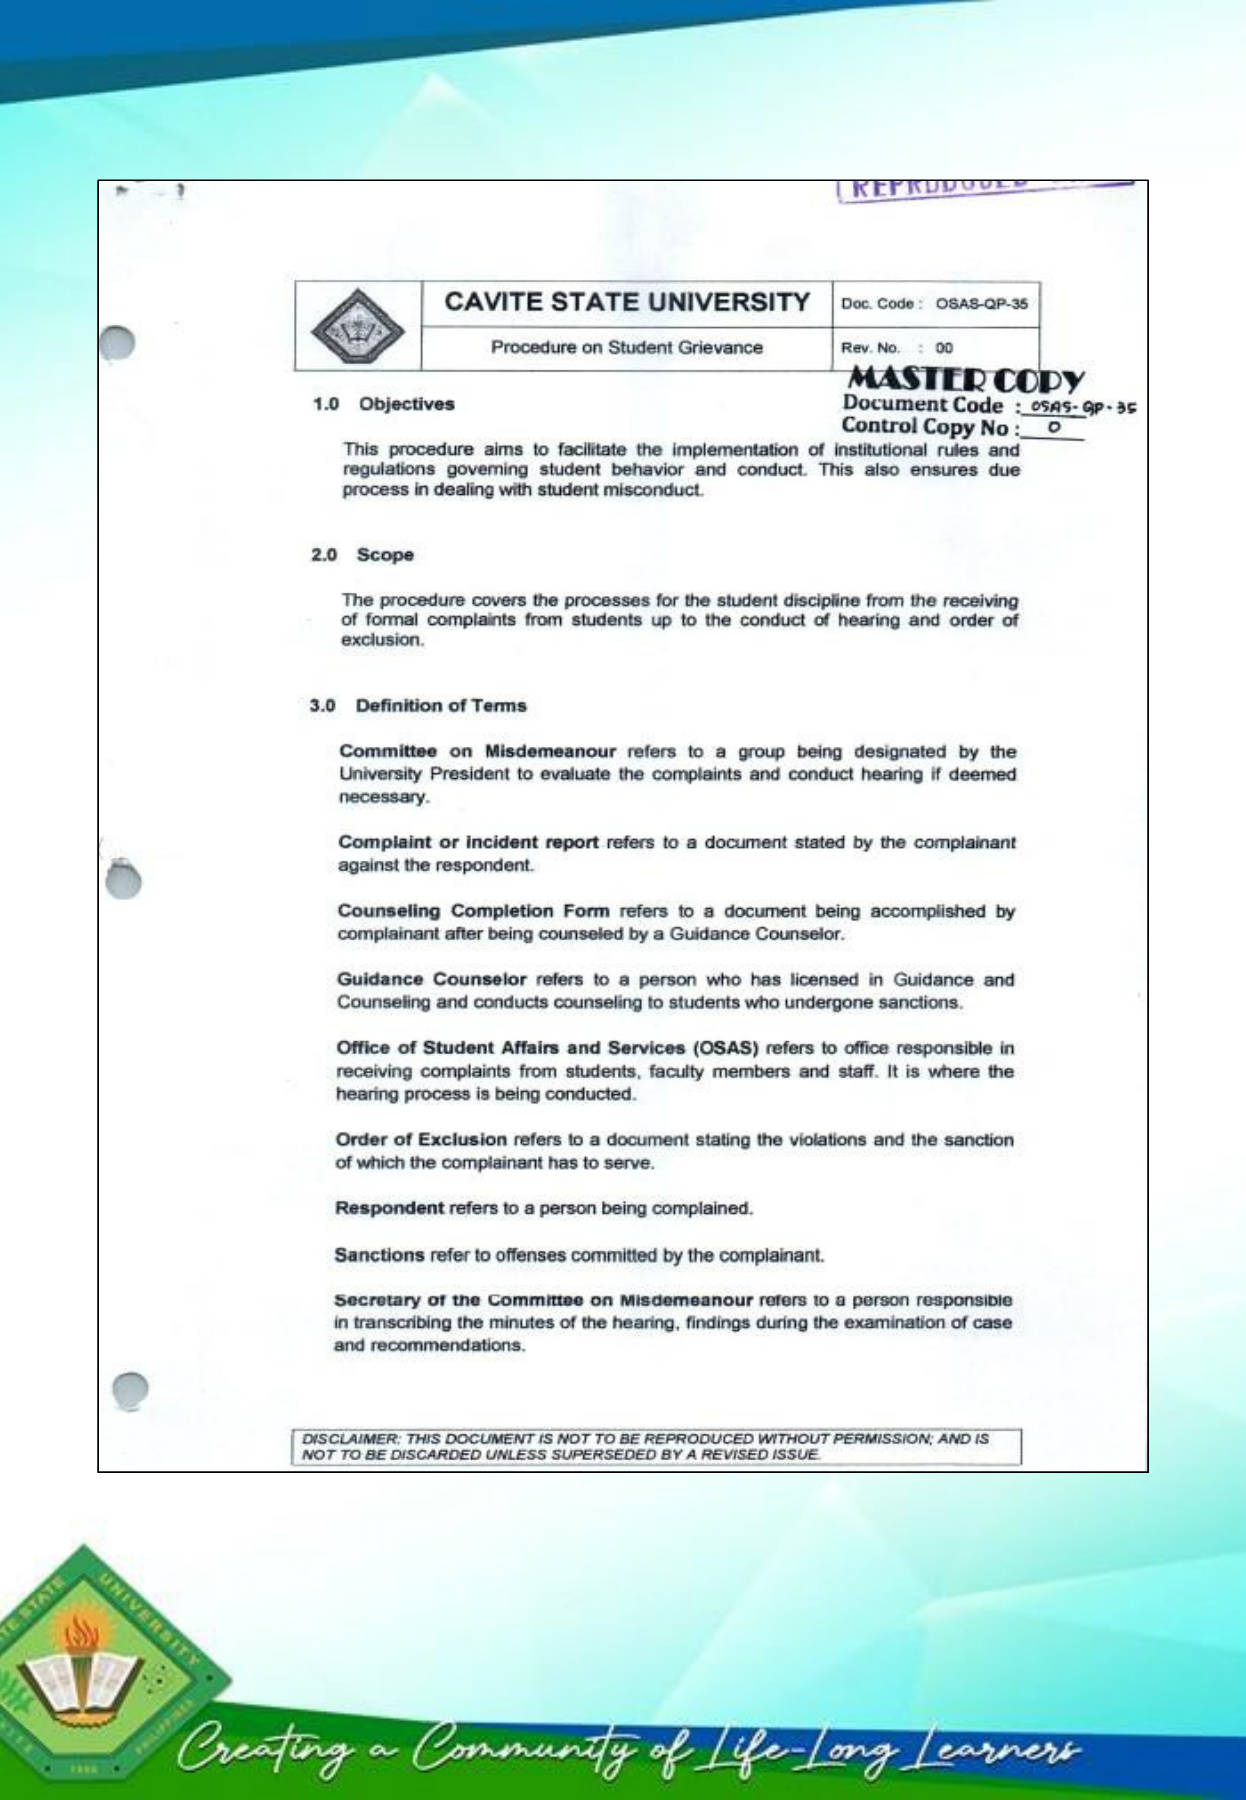 CAVITE STATE UNIVERSITY
Doc. Code : OSAS-QP-35
Procedure on Student Grievance
Rev. No. : 00
MASTER COPY
Document Code : OSAS-QP-35
Control Copy No : 0
1.0 Objectives
This procedure aims to facilitate the implementation of institutional rules and
regulations governing student behavior and conduct. This also ensures due
process in dealing with student misconduct.
2.0 Scope
The procedure covers the processes for the student discipline from the receiving
of formal complaints from students up to the conduct of hearing and order of
exclusion.
3.0 Definition of Terms
Committee on Misdemeanour refers to a group being designated by the
University President to evaluate the complaints and conduct hearing if deemed
necessary.
Complaint or incident report refers to a document stated by the complainant
against the respondent.
Counseling Completion Form refers to a document being accomplished by
complainant after being counseled by a Guidance Counselor.
Guidance Counselor refers to a person who has licensed in Guidance and
Counseling and conducts counseling to students who undergone sanctions.
Office of Student Affairs and Services (OSAS) refers to office responsible in
receiving complaints from students, faculty members and staff. It is where the
hearing process is being conducted.
Order of Exclusion refers to a document stating the violations and the sanction
of which the complainant has to serve.
Respondent refers to a person being complained.
Sanctions refer to offenses committed by the complainant.
Secretary of the Committee on Misdemeanour refers to a person responsible
in transcribing the minutes of the hearing, findings during the examination of case
and recommendations.
DISCLAIMER: THIS DOCUMENT IS NOT TO BE REPRODUCED WITHOUT PERMISSION; AND IS
NOT TO BE DISCARDED UNLESS SUPERSEDED BY A REVISED ISSUE.
UNIVERSITY
STATE
PHILIPPINES
1906
Creating a Community of Life-Long Learners